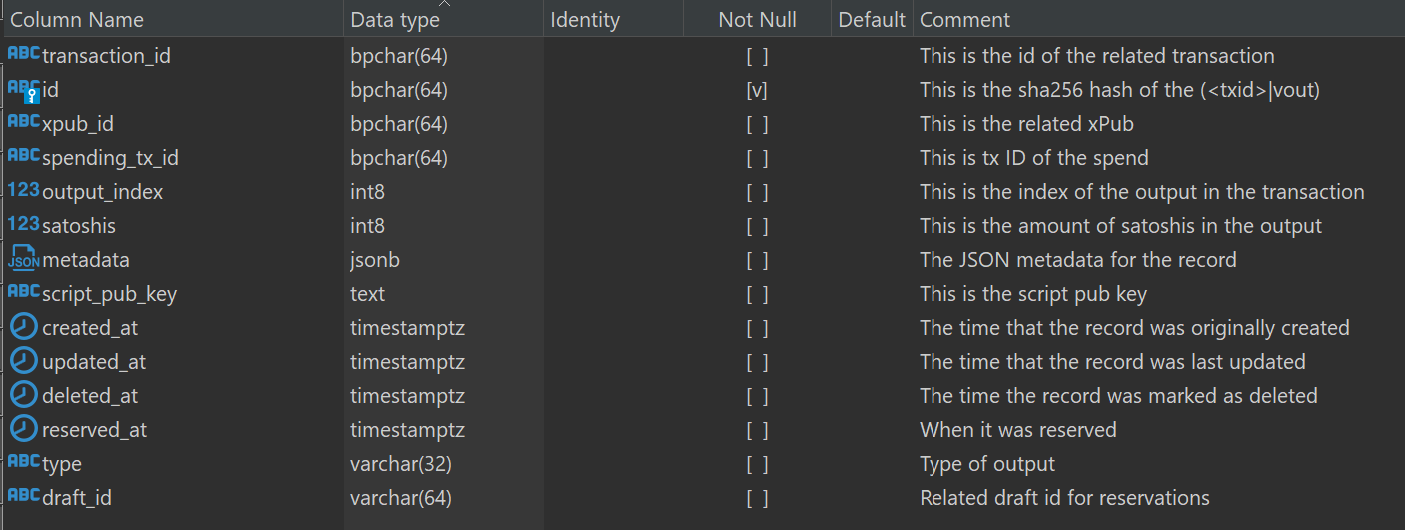 Column Name Data type Identity Not Null Default Comment
ABC transaction_id bpchar(64) [ ] This is the id of the related transaction
ABC id bpchar(64) [v] This is the sha256 hash of the (<txid>|vout)
ABC xpub_id bpchar(64) [ ] This is the related xPub
ABC spending_tx_id bpchar(64) [ ] This is tx ID of the spend
123 output_index int8 [ ] This is the index of the output in the transaction
123 satoshis int8 [ ] This is the amount of satoshis in the output
JSON metadata jsonb [ ] The JSON metadata for the record
ABC script_pub_key text [ ] This is the script pub key
created_at timestamptz [ ] The time that the record was originally created
updated_at timestamptz [ ] The time that the record was last updated
deleted_at timestamptz [ ] The time the record was marked as deleted
reserved_at timestamptz [ ] When it was reserved
ABC type varchar(32) [ ] Type of output
ABC draft_id varchar(64) [ ] Related draft id for reservations